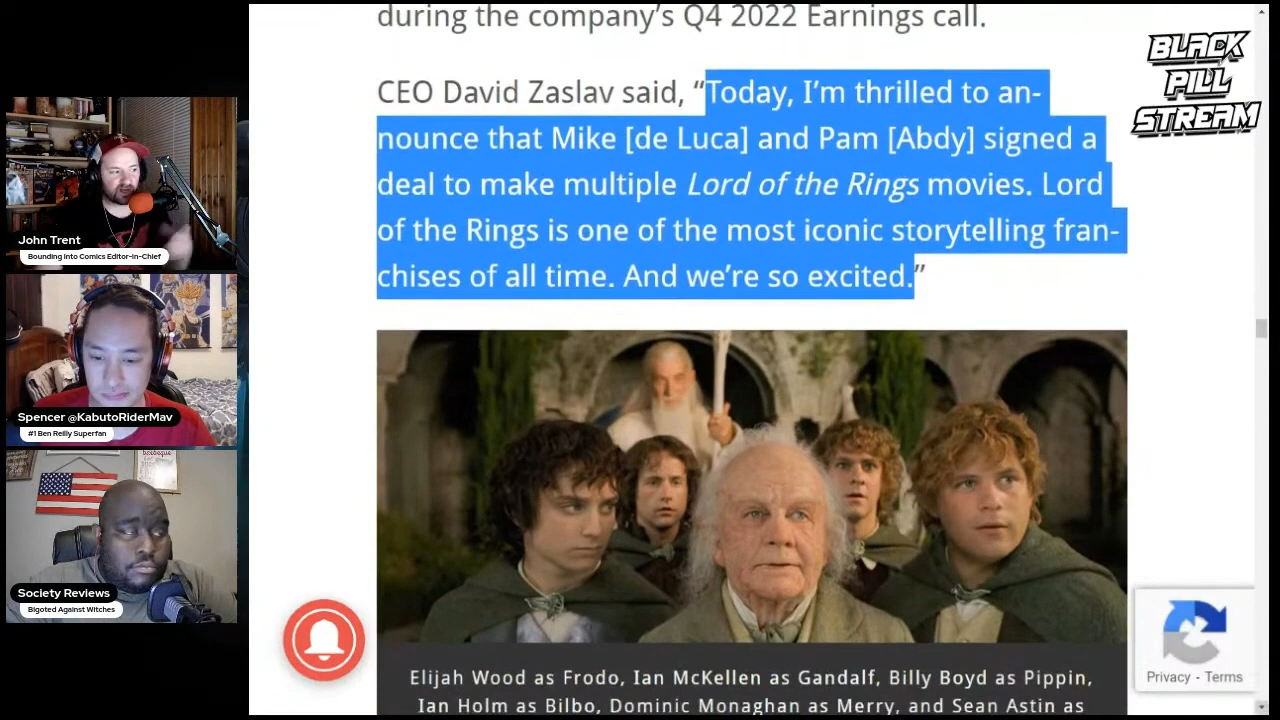 during the company's Q4 2022 Earnings call.
CEO David Zaslav said, “Today, I'm thrilled to an-
nounce that Mike [de Luca] and Pam [Abdy] signed a
deal to make multiple Lord of the Rings movies. Lord
of the Rings is one of the most iconic storytelling fran-
chises of all time. And we're so excited.”
Elijah Wood as Frodo, Ian McKellen as Gandalf, Billy Boyd as Pippin,
Ian Holm as Bilbo, Dominic Monaghan as Merry, and Sean Astin as
BLACK
PILL
STREAM
Privacy - Terms
John Trent
Bounding Into Comics Editor-in-Chief
Spencer @KabutoRiderMav
#1 Ben Reilly Superfan
Society Reviews
Bigoted Against Witches